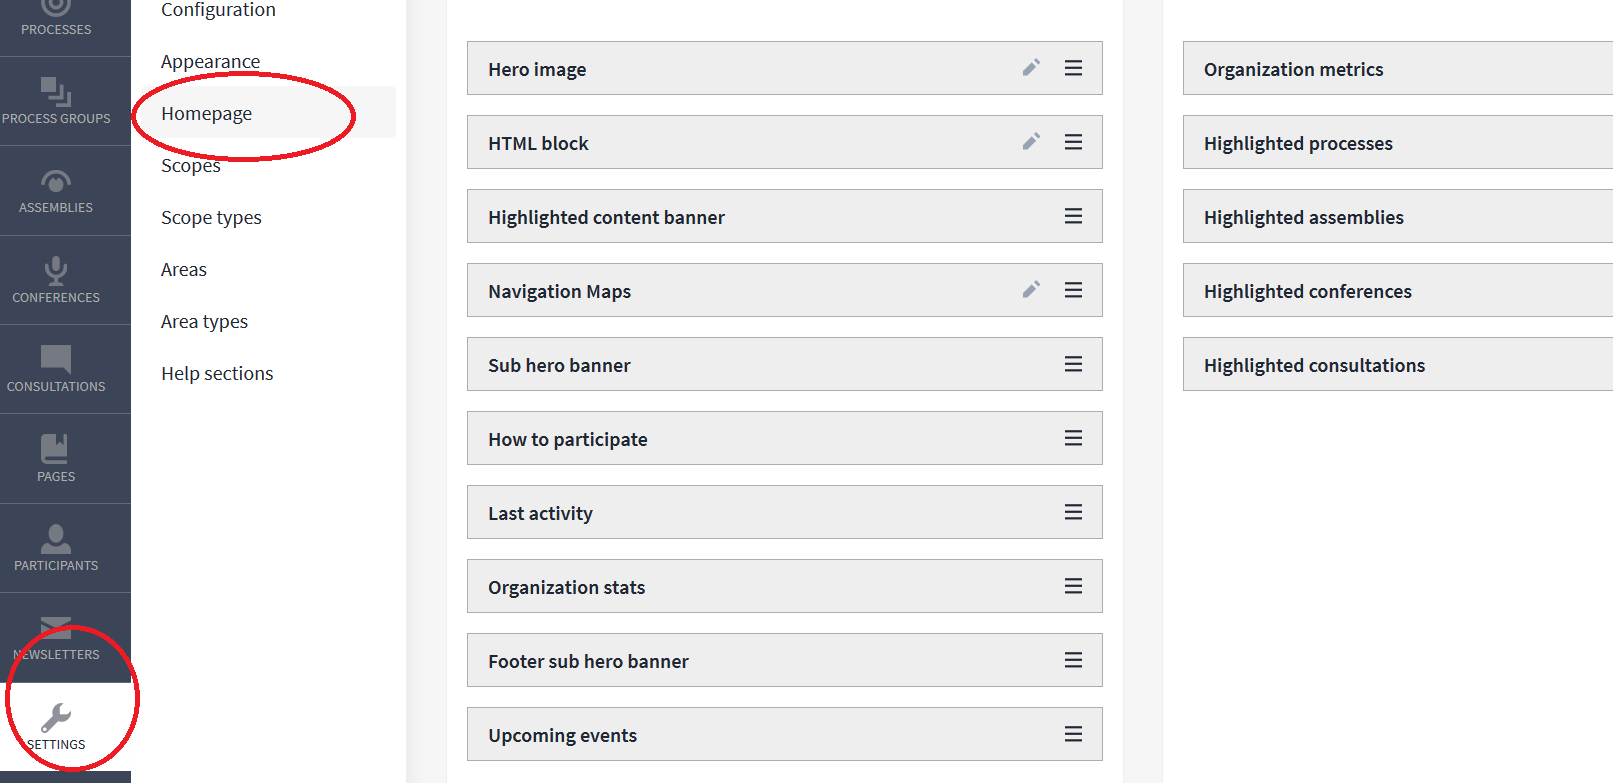 PROCESSES
PROCESS GROUPS
ASSEMBLIES
CONFERENCES
CONSULTATIONS
PAGES
PARTICIPANTS
NEWSLETTERS
SETTINGS
Configuration
Appearance
Homepage
Scopes
Scope types
Areas
Area types
Help sections
Hero image
HTML block
Highlighted content banner
Navigation Maps
Sub hero banner
How to participate
Last activity
Organization stats
Footer sub hero banner
Upcoming events
Organization metrics
Highlighted processes
Highlighted assemblies
Highlighted conferences
Highlighted consultations